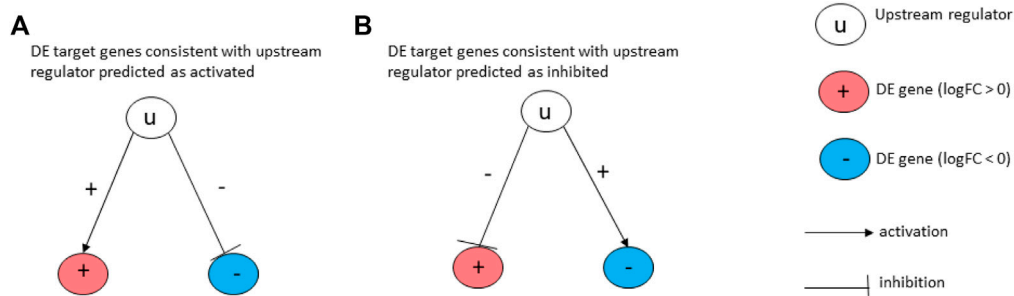 A
DE target genes consistent with upstream
regulator predicted as activated
u
+
-
+
-
B
DE target genes consistent with upstream
regulator predicted as inhibited
u
-
+
+
-
u
Upstream regulator
+
DE gene (logFC > 0)
-
DE gene (logFC < 0)
activation
inhibition